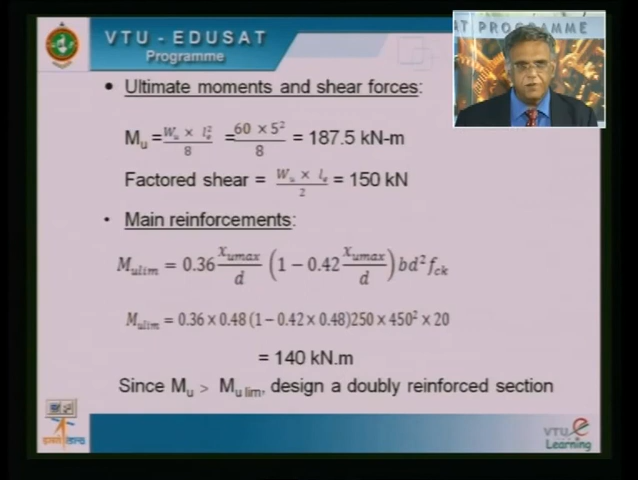 VTU - EDUSAT
Programme
AT PROGRAMME
• Ultimate moments and shear forces:
Mu = Wu × le² / 8 = 60 × 5² / 8 = 187.5 kN-m
Factored shear = Wu × le / 2 = 150 kN
• Main reinforcements:
Mulim = 0.36 xumax/d (1 − 0.42 xumax/d) bd² fck
Mulim = 0.36 x 0.48 (1− 0.42 x 0.48)250 x 450² x 20
= 140 kN.m
Since Mu > Mu lim, design a doubly reinforced section
VTU e
Learning